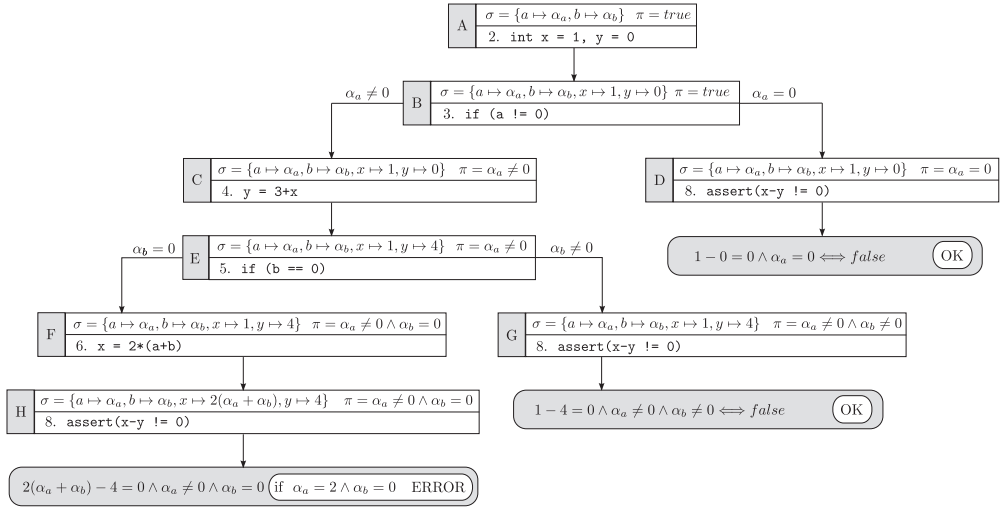 A
σ = {a ↦ α_a, b ↦ α_b} π = true
2. int x = 1, y = 0
α_a ≠ 0
B
σ = {a ↦ α_a, b ↦ α_b, x ↦ 1, y ↦ 0} π = true
3. if (a != 0)
α_a = 0
C
σ = {a ↦ α_a, b ↦ α_b, x ↦ 1, y ↦ 0} π = α_a ≠ 0
4. y = 3+x
D
σ = {a ↦ α_a, b ↦ α_b, x ↦ 1, y ↦ 0} π = α_a = 0
8. assert(x-y != 0)
1 − 0 = 0 ∧ α_a = 0 ⟺ false OK
α_b = 0
E
σ = {a ↦ α_a, b ↦ α_b, x ↦ 1, y ↦ 4} π = α_a ≠ 0
5. if (b == 0)
α_b ≠ 0
F
σ = {a ↦ α_a, b ↦ α_b, x ↦ 1, y ↦ 4} π = α_a ≠ 0 ∧ α_b = 0
6. x = 2*(a+b)
G
σ = {a ↦ α_a, b ↦ α_b, x ↦ 1, y ↦ 4} π = α_a ≠ 0 ∧ α_b ≠ 0
8. assert(x-y != 0)
H
σ = {a ↦ α_a, b ↦ α_b, x ↦ 2(α_a + α_b), y ↦ 4} π = α_a ≠ 0 ∧ α_b = 0
8. assert(x-y != 0)
1 − 4 = 0 ∧ α_a ≠ 0 ∧ α_b ≠ 0 ⟺ false OK
2(α_a + α_b) − 4 = 0 ∧ α_a ≠ 0 ∧ α_b = 0 if α_a = 2 ∧ α_b = 0 ERROR